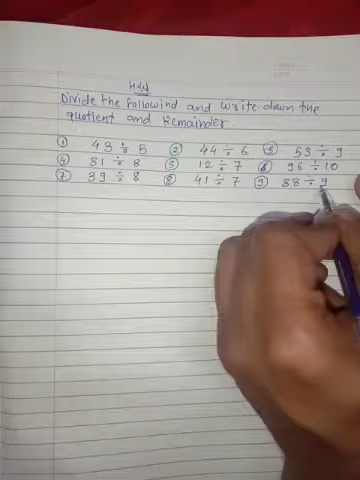 H.W
Divide the followind and write down the
quotient and Remainder.
① 43 ÷ 5 ② 44 ÷ 6 ③ 53 ÷ 9
④ 81 ÷ 8 ⑤ 12 ÷ 7 ⑥ 96 ÷ 10
⑦ 39 ÷ 8 ⑧ 41 ÷ 7 ⑨ 88 ÷ 9